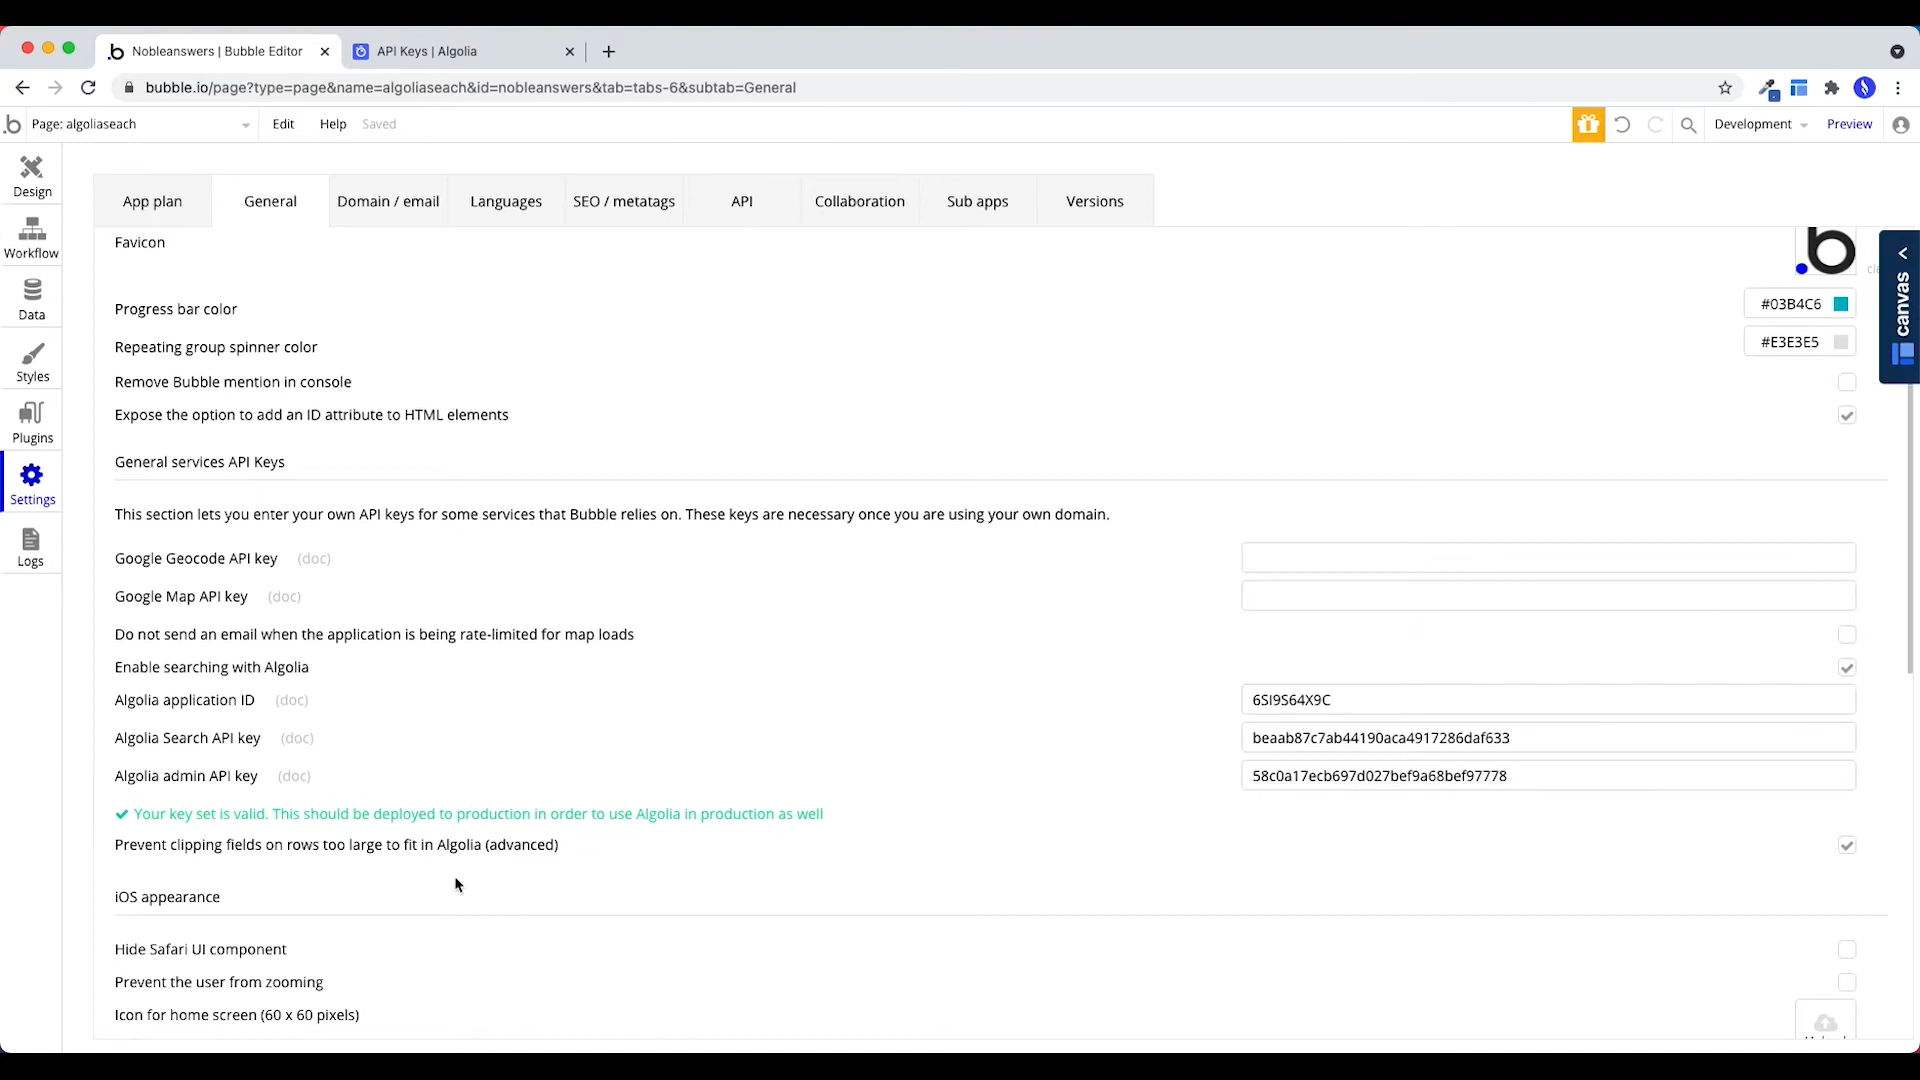 Nobleanswers | Bubble Editor
API Keys | Algolia
bubble.io/page?type=page&name=algoliaseach&id=nobleanswers&tab=tabs-6&subtab=General
Page: algoliaseach
Edit
Help
Saved
Development
Preview
Design
Workflow
Data
Styles
Plugins
Settings
Logs
App plan
General
Domain / email
Languages
SEO / metatags
API
Collaboration
Sub apps
Versions
canvas
Favicon
Progress bar color
#03B4C6
Repeating group spinner color
#E3E3E5
Remove Bubble mention in console
Expose the option to add an ID attribute to HTML elements
General services API Keys
This section lets you enter your own API keys for some services that Bubble relies on. These keys are necessary once you are using your own domain.
Google Geocode API key (doc)
Google Map API key (doc)
Do not send an email when the application is being rate-limited for map loads
Enable searching with Algolia
Algolia application ID (doc)
6SI9S64X9C
Algolia Search API key (doc)
beaab87c7ab44190aca4917286daf633
Algolia admin API key (doc)
58c0a17ecb697d027bef9a68bef97778
Your key set is valid. This should be deployed to production in order to use Algolia in production as well
Prevent clipping fields on rows too large to fit in Algolia (advanced)
iOS appearance
Hide Safari UI component
Prevent the user from zooming
Icon for home screen (60 x 60 pixels)